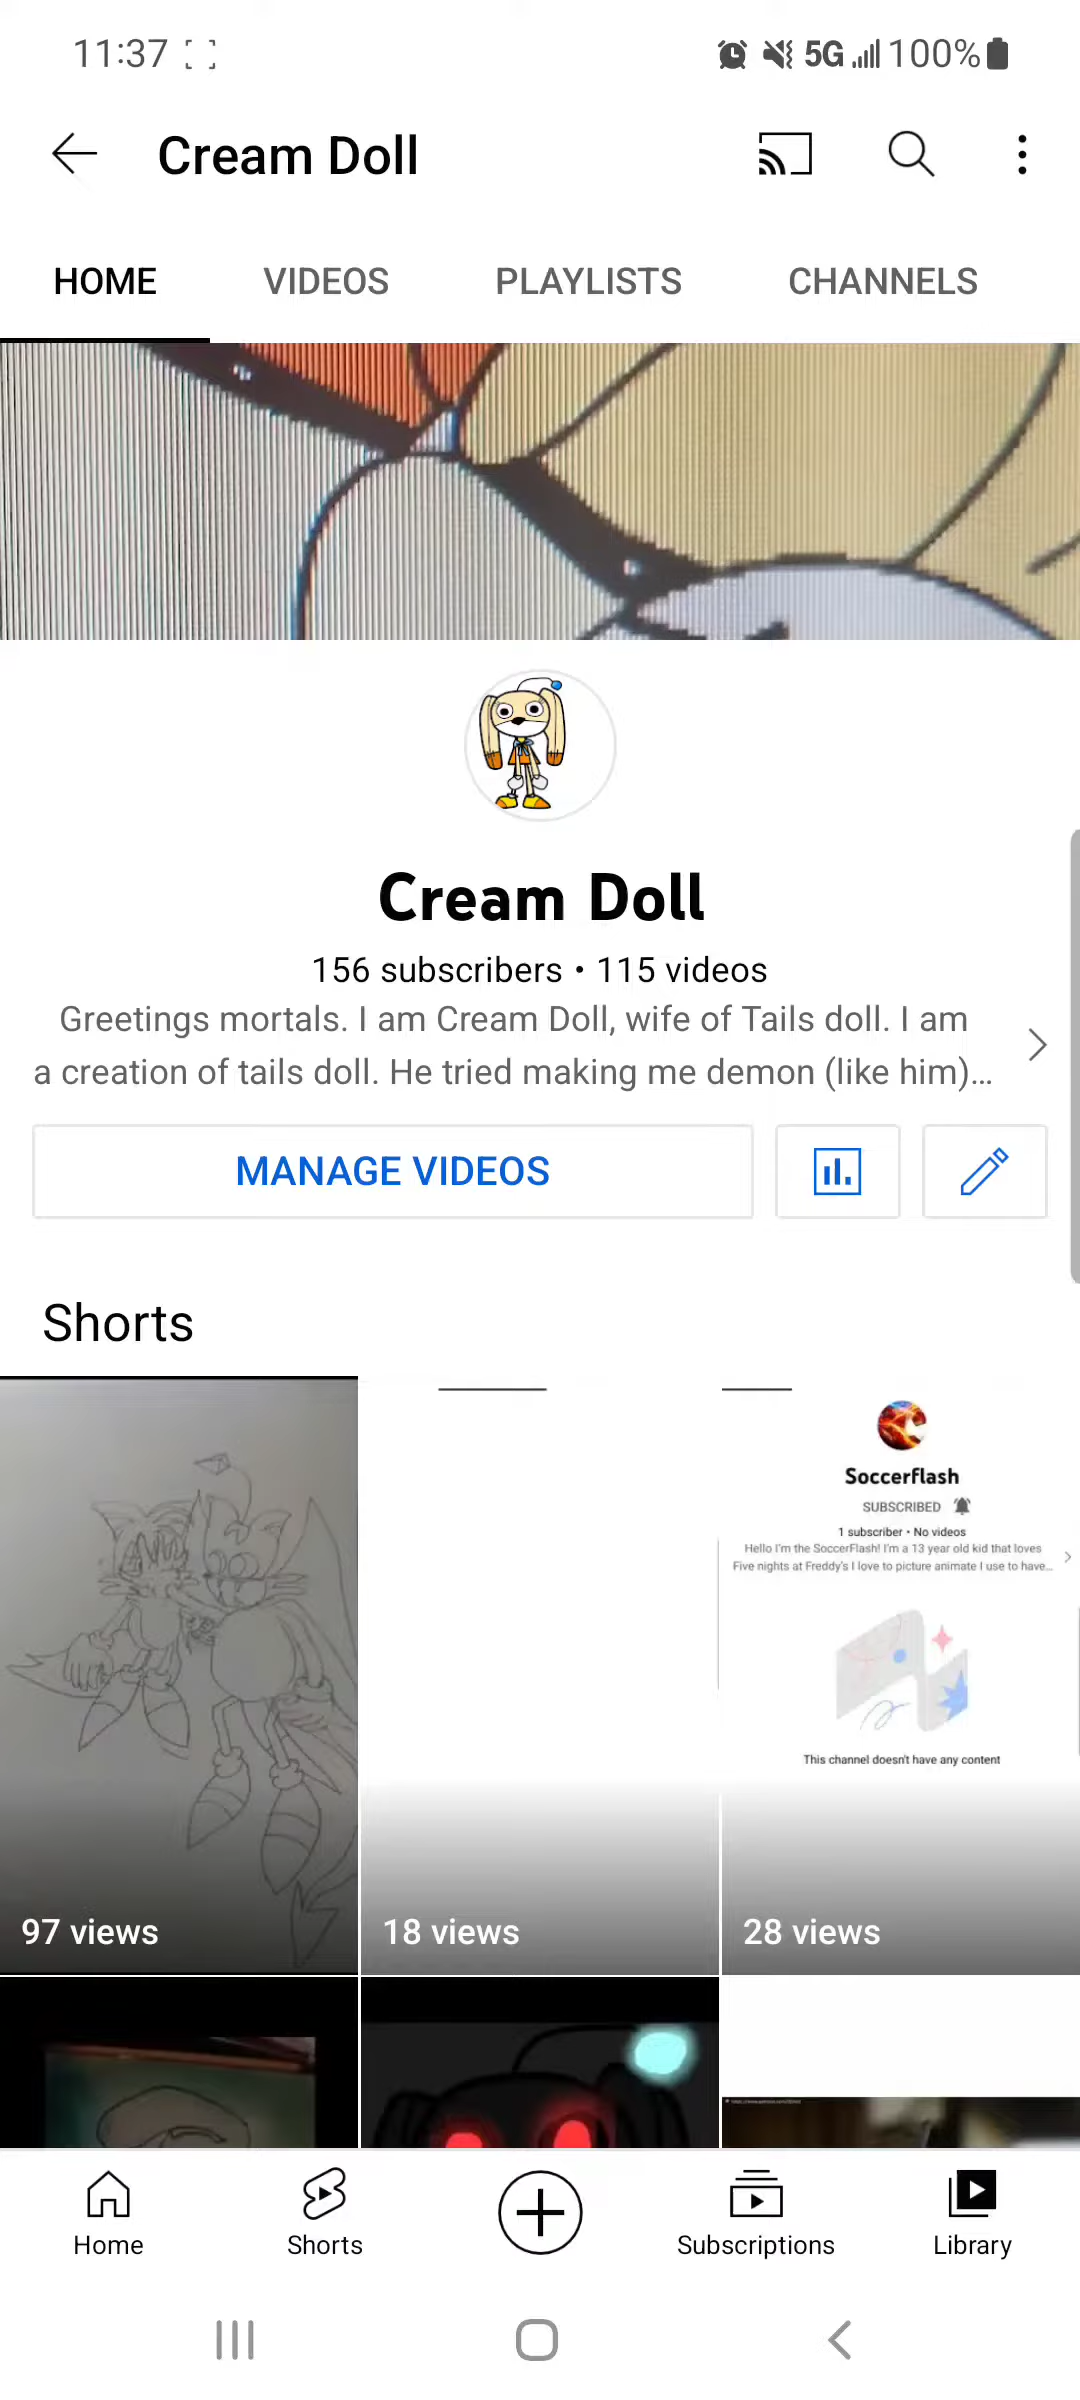 11:37 5G 100%
Cream Doll
HOME VIDEOS PLAYLISTS CHANNELS
Cream Doll
156 subscribers • 115 videos
Greetings mortals. I am Cream Doll, wife of Tails doll. I am
a creation of tails doll. He tried making me demon (like him)...
MANAGE VIDEOS
Shorts
Soccerflash
SUBSCRIBED
1 subscriber • No videos
Hello I'm the SoccerFlash! I'm a 13 year old kid that loves
Five nights at Freddy's I love to picture animate I use to have...
This channel doesn't have any content
97 views 18 views 28 views
Home Shorts Subscriptions Library